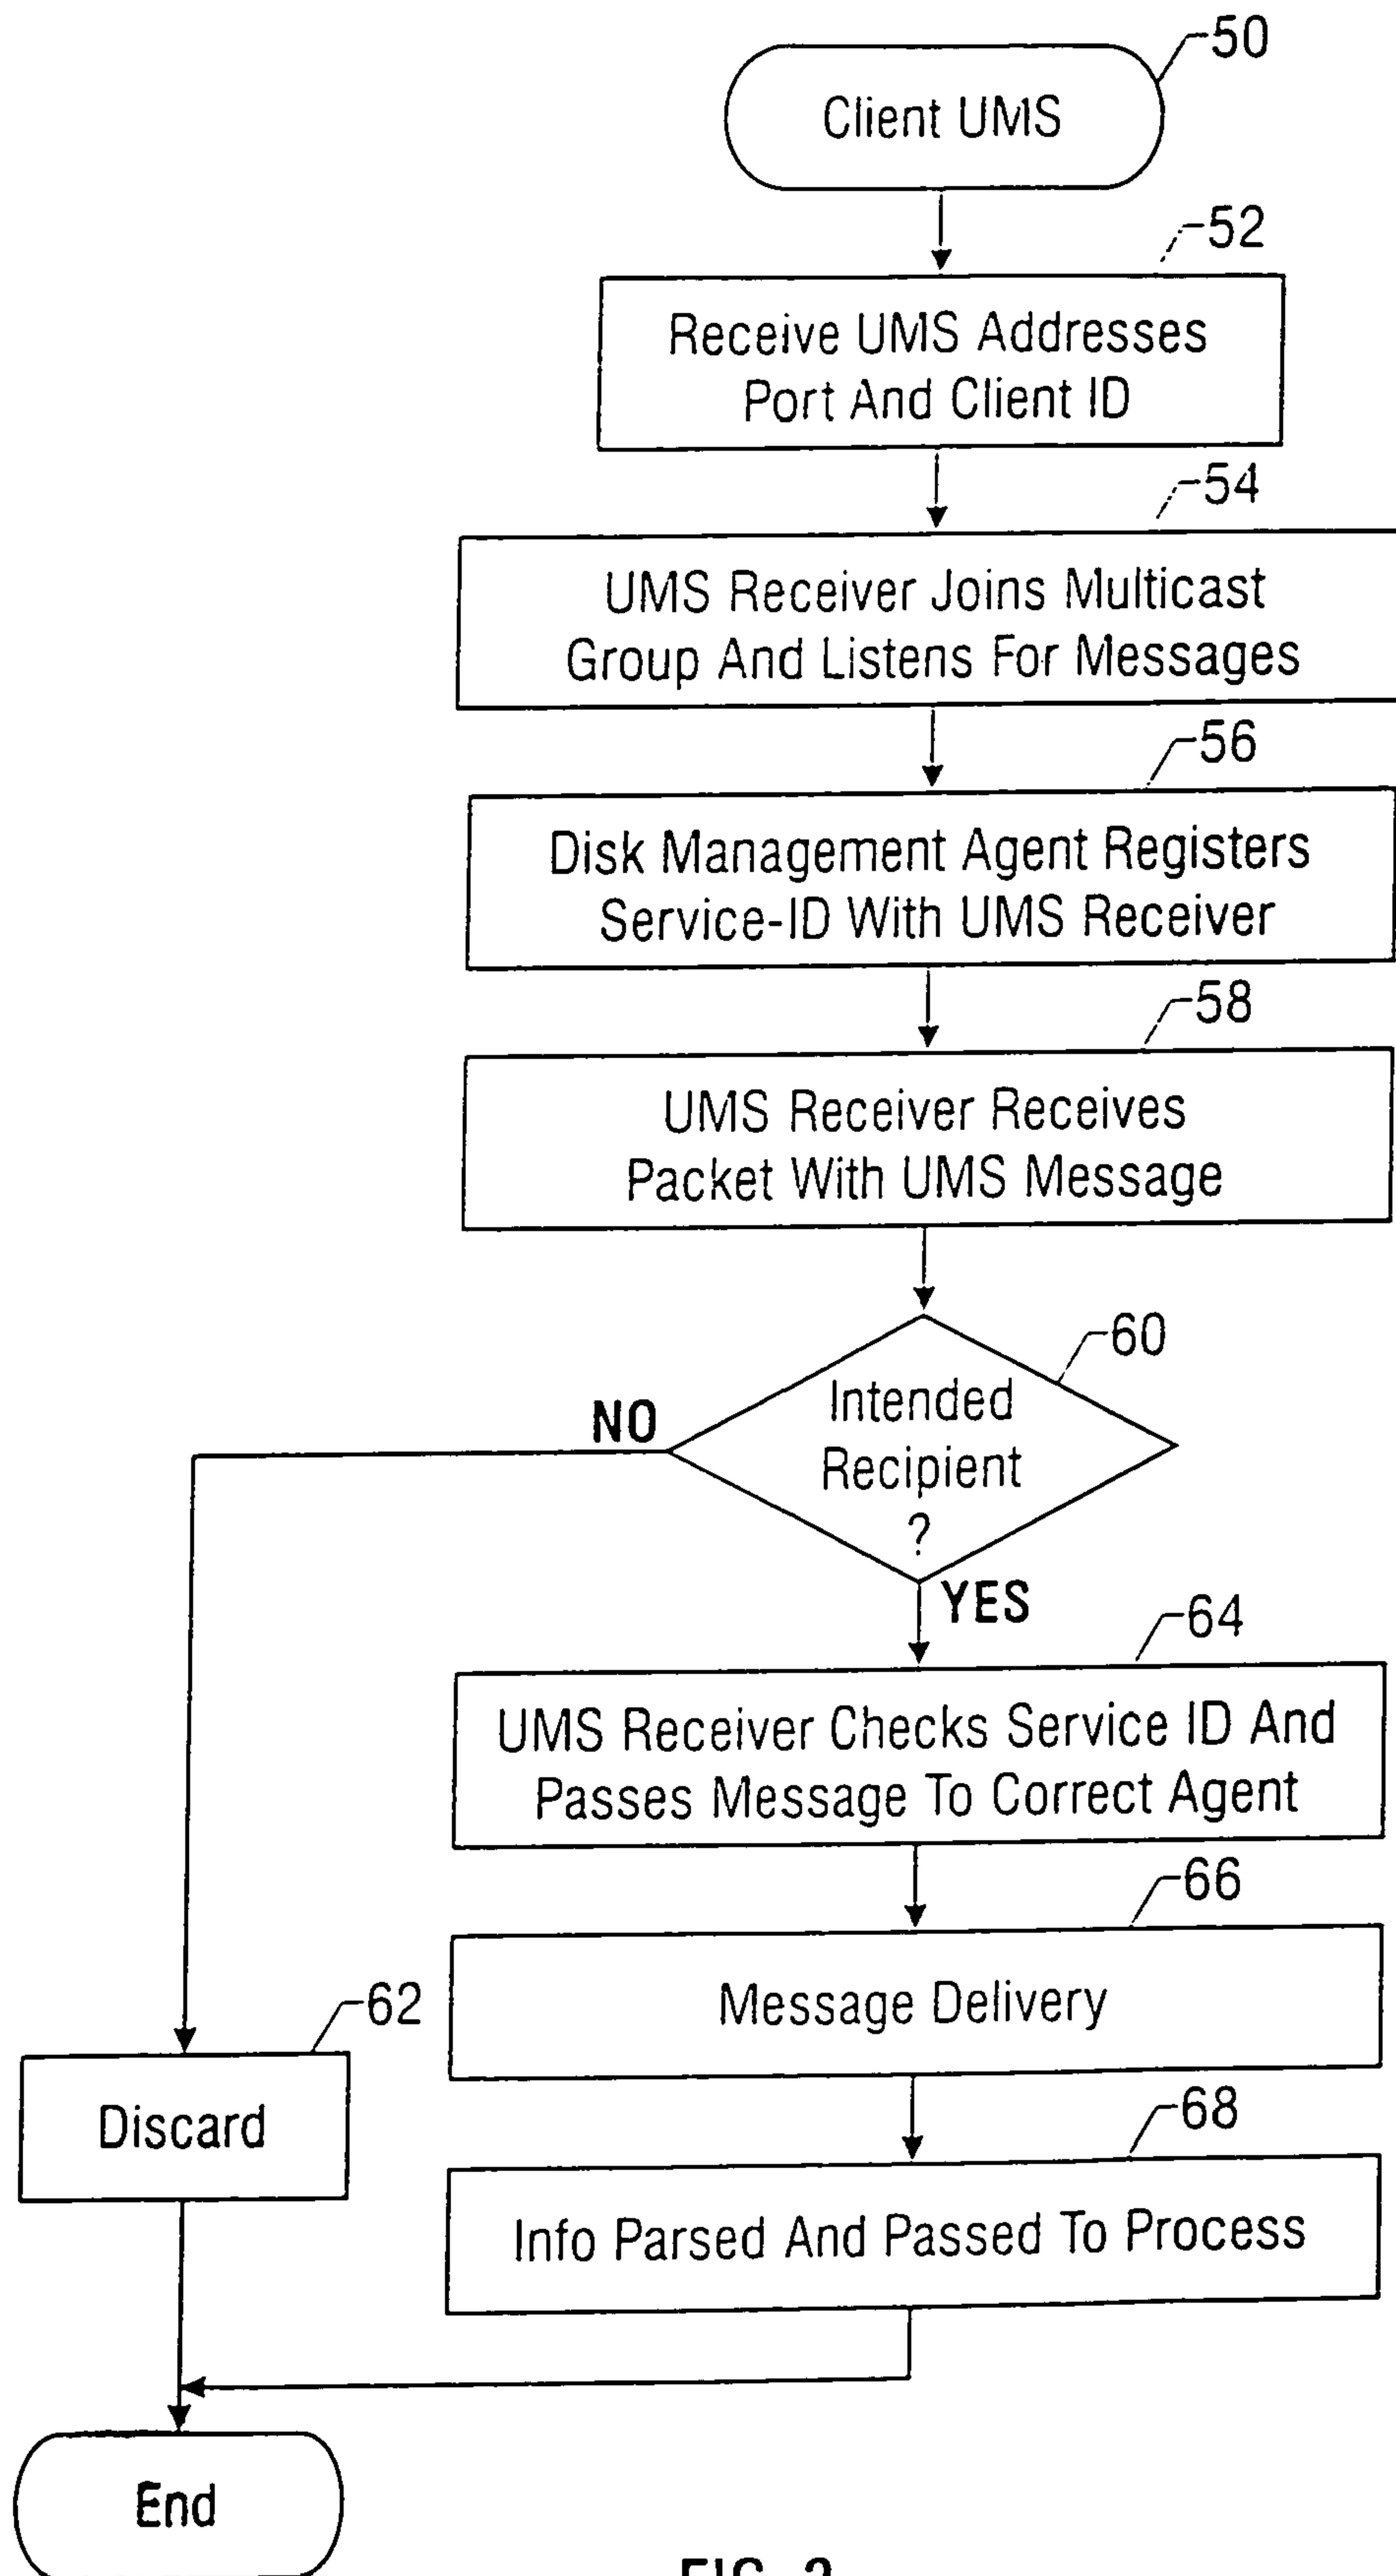 50
Client UMS
52
Receive UMS Addresses
Port And Client ID
54
UMS Receiver Joins Multicast
Group And Listens For Messages
56
Disk Management Agent Registers
Service-ID With UMS Receiver
58
UMS Receiver Receives
Packet With UMS Message
60
Intended
Recipient
?
NO
YES
64
UMS Receiver Checks Service ID And
Passes Message To Correct Agent
66
Message Delivery
62
Discard
68
Info Parsed And Passed To Process
End